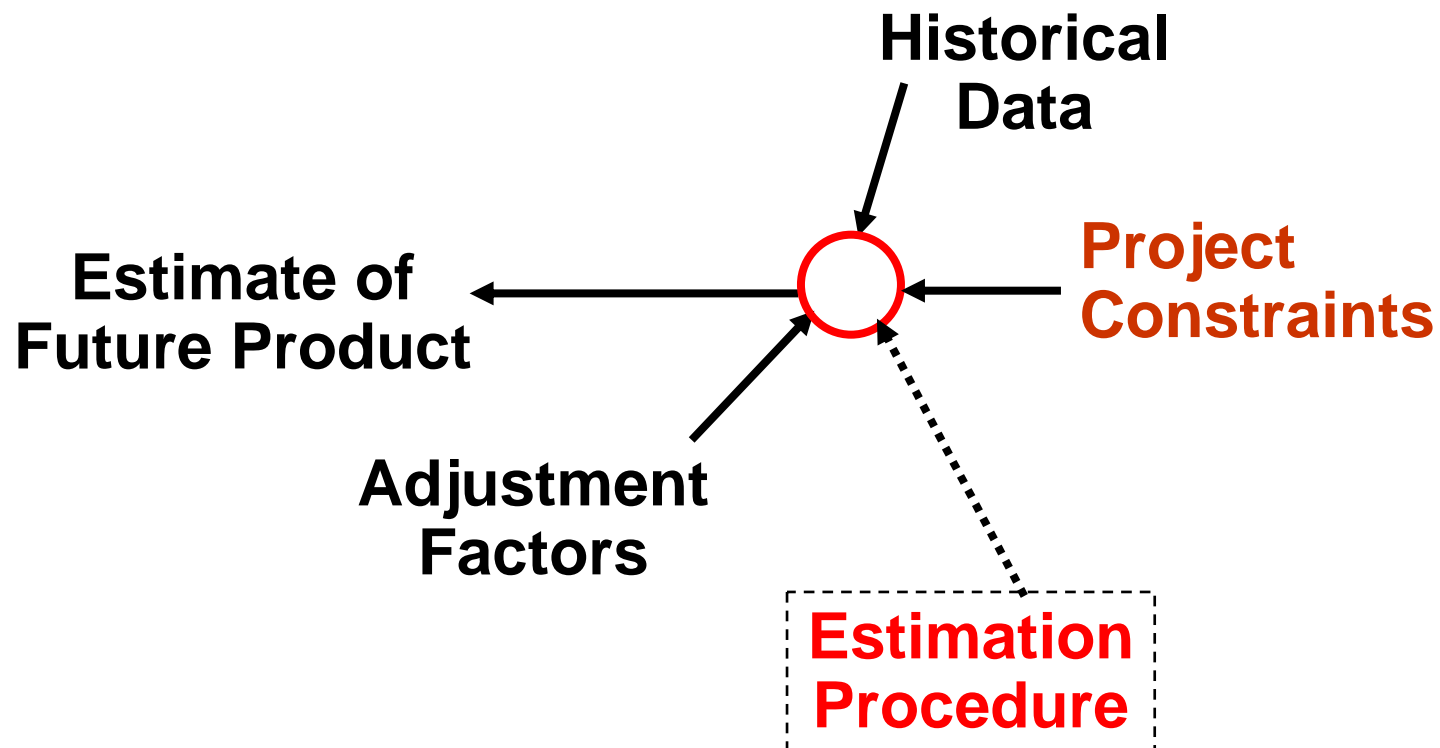 Historical
Data
Project
Constraints
Estimate of
Future Product
Adjustment
Factors
Estimation
Procedure